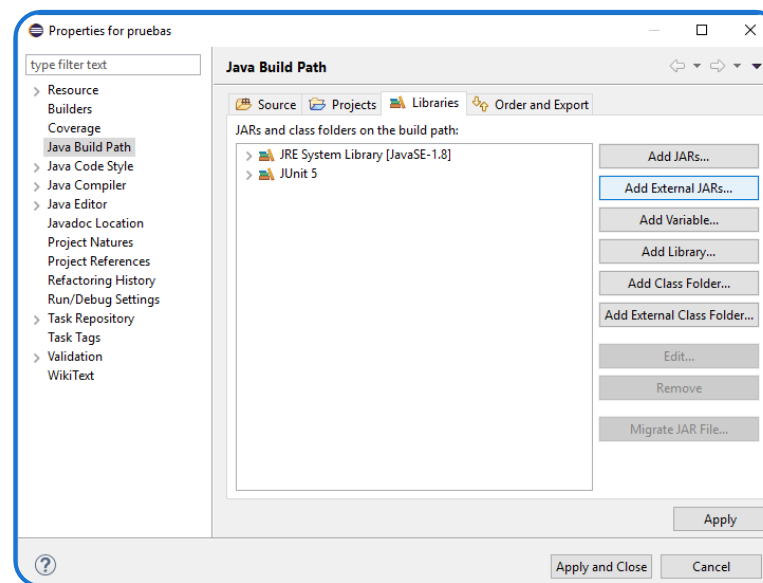 Properties for pruebas
type filter text
Resource
Builders
Coverage
Java Build Path
Java Code Style
Java Compiler
Java Editor
Javadoc Location
Project Natures
Project References
Refactoring History
Run/Debug Settings
Task Repository
Task Tags
Validation
WikiText
Java Build Path
Source Projects Libraries Order and Export
JARs and class folders on the build path:
JRE System Library [JavaSE-1.8]
JUnit 5
Add JARs...
Add External JARs...
Add Variable...
Add Library...
Add Class Folder...
Add External Class Folder...
Edit...
Remove
Migrate JAR File...
Apply
Apply and Close Cancel